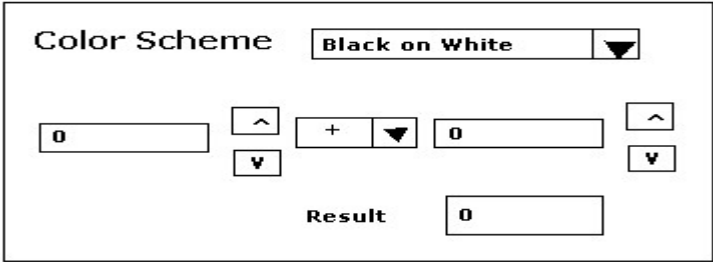 Color Scheme Black on White
0 ^ + 0 ^
v v
Result 0